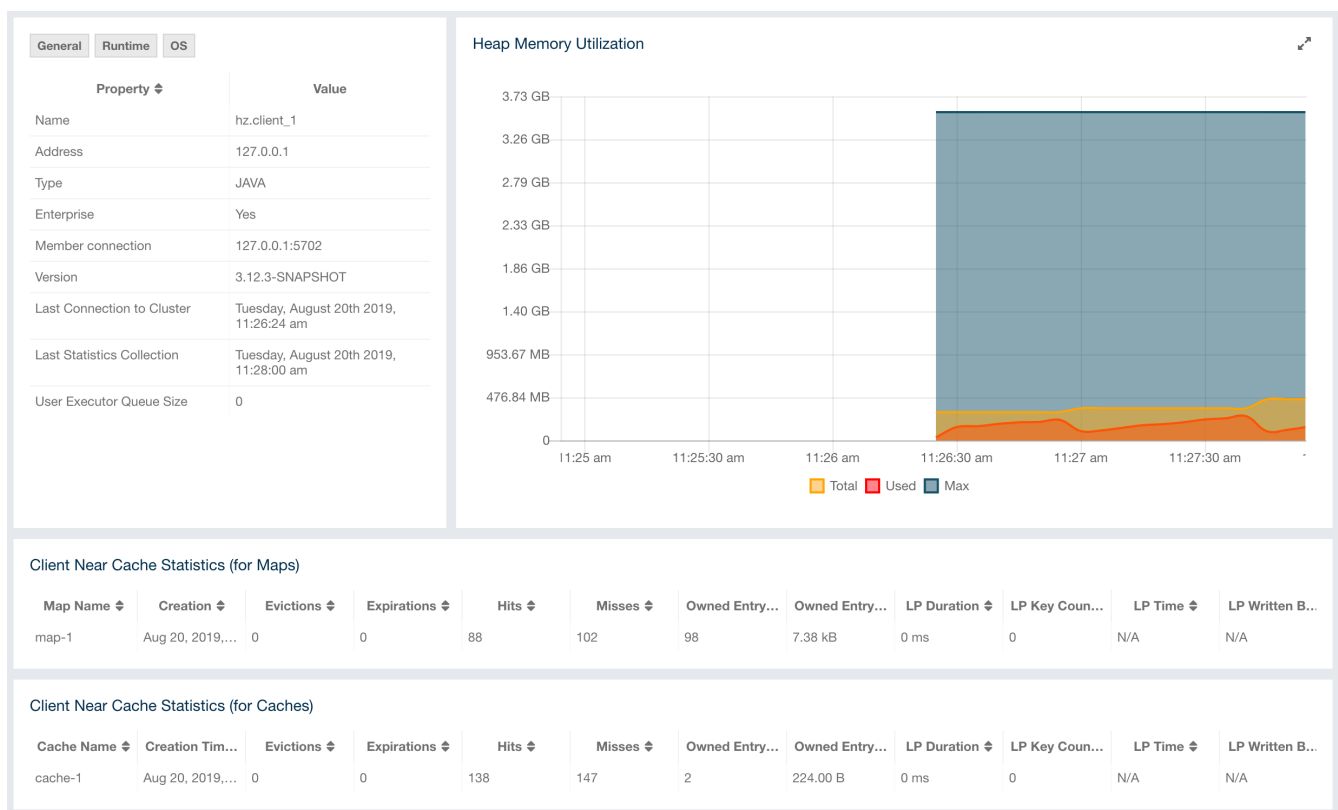 General Runtime OS
Property Value
Name hz.client_1
Address 127.0.0.1
Type JAVA
Enterprise Yes
Member connection 127.0.0.1:5702
Version 3.12.3-SNAPSHOT
Last Connection to Cluster Tuesday, August 20th 2019,
11:26:24 am
Last Statistics Collection Tuesday, August 20th 2019,
11:28:00 am
User Executor Queue Size 0
Heap Memory Utilization
3.73 GB
3.26 GB
2.79 GB
2.33 GB
1.86 GB
1.40 GB
953.67 MB
476.84 MB
0
11:25 am 11:25:30 am 11:26 am 11:26:30 am 11:27 am 11:27:30 am
Total Used Max
Client Near Cache Statistics (for Maps)
Map Name Creation Evictions Expirations Hits Misses Owned Entry... Owned Entry... LP Duration LP Key Coun... LP Time LP Written B...
map-1 Aug 20, 2019,... 0 0 88 102 98 7.38 kB 0 ms 0 N/A N/A
Client Near Cache Statistics (for Caches)
Cache Name Creation Tim... Evictions Expirations Hits Misses Owned Entry... Owned Entry... LP Duration LP Key Coun... LP Time LP Written B...
cache-1 Aug 20, 2019,... 0 0 138 147 2 224.00 B 0 ms 0 N/A N/A